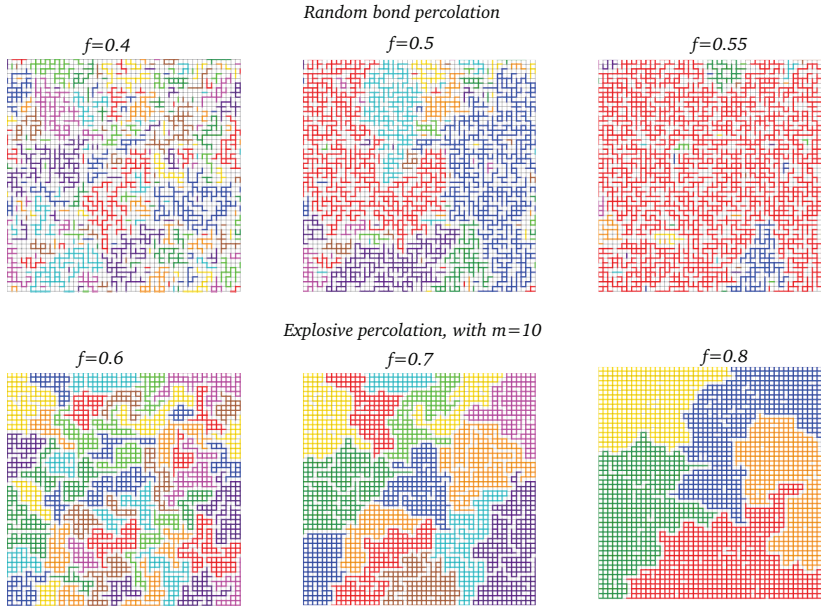 Random bond percolation
f=0.4
f=0.5
f=0.55
Explosive percolation, with m=10
f=0.6
f=0.7
f=0.8